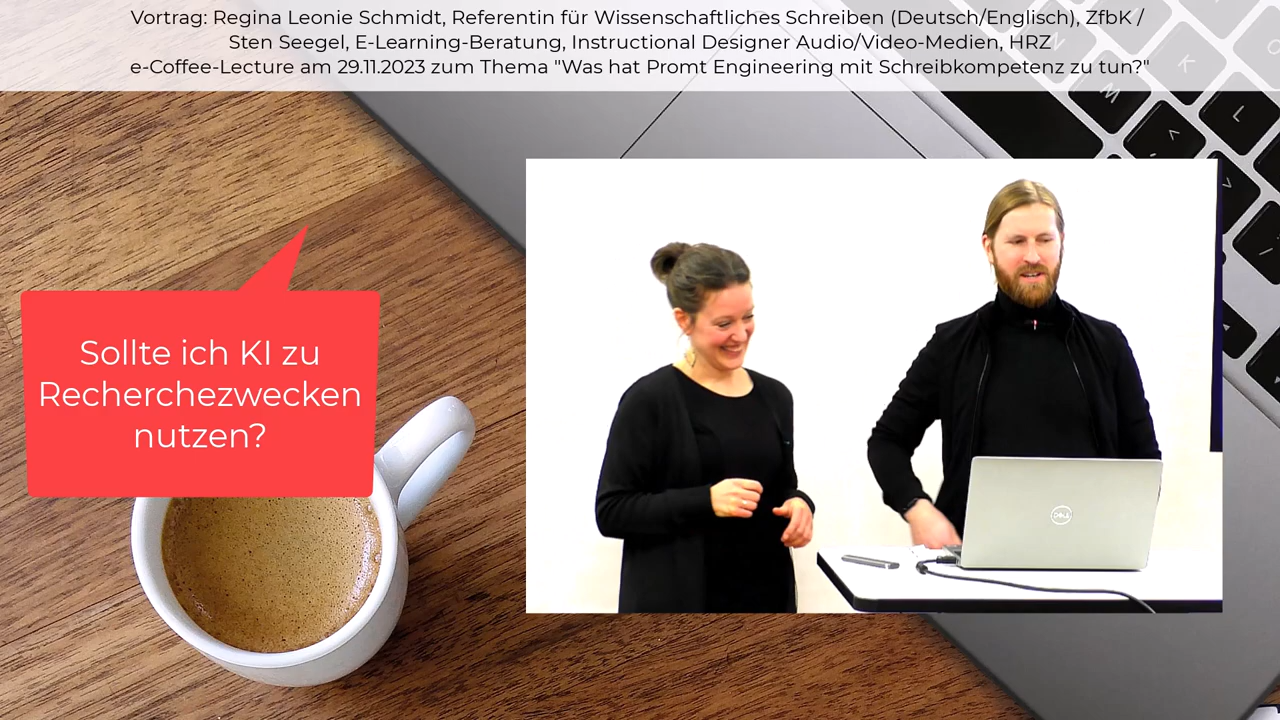 Vortrag: Regina Leonie Schmidt, Referentin für Wissenschaftliches Schreiben (Deutsch/Englisch), ZfbK /
Sten Seegel, E-Learning-Beratung, Instructional Designer Audio/Video-Medien, HRZ
e-Coffee-Lecture am 29.11.2023 zum Thema "Was hat Promt Engineering mit Schreibkompetenz zu tun?"
N
K
O
M
L
<
V
A
Sollte ich KI zu
Recherchezwecken
nutzen?
DELL